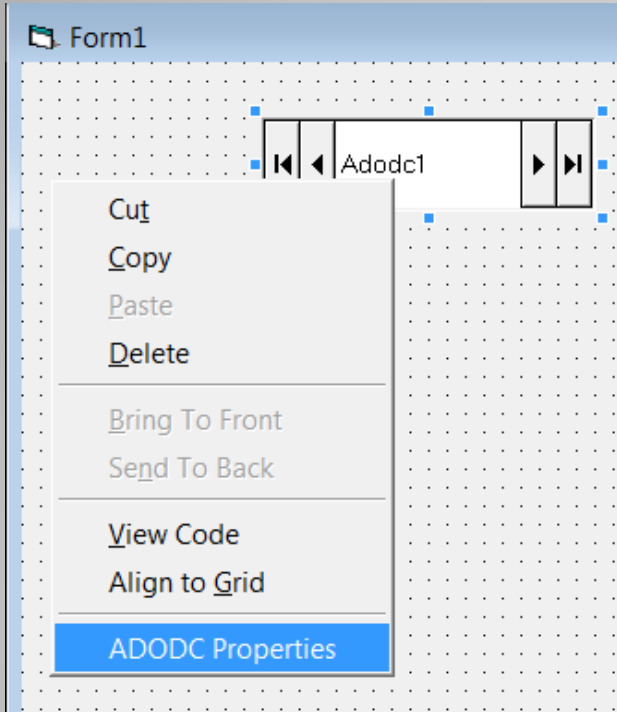 Form1
Adodc1
Cut
Copy
Paste
Delete
Bring To Front
Send To Back
View Code
Align to Grid
ADODC Properties